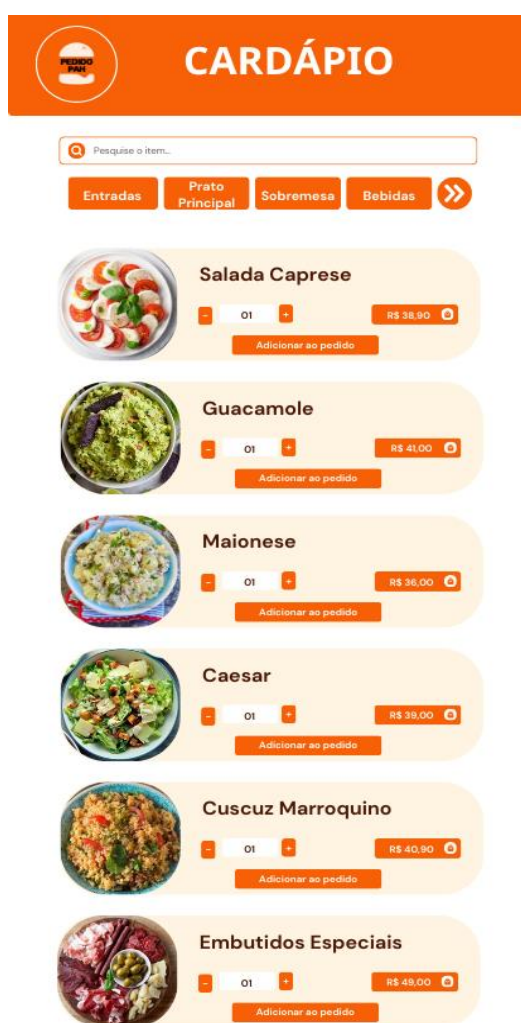 PEDIDO
PAH
CARDÁPIO
Pesquise o item...
Entradas
Prato
Principal
Sobremesa
Bebidas
Salada Caprese
- 01 + R$ 38,90
Adicionar ao pedido
Guacamole
- 01 + R$ 41,00
Adicionar ao pedido
Maionese
- 01 + R$ 36,00
Adicionar ao pedido
Caesar
- 01 + R$ 39,00
Adicionar ao pedido
Cuscuz Marroquino
- 01 + R$ 40,90
Adicionar ao pedido
Embutidos Especiais
- 01 + R$ 49,00
Adicionar ao pedido